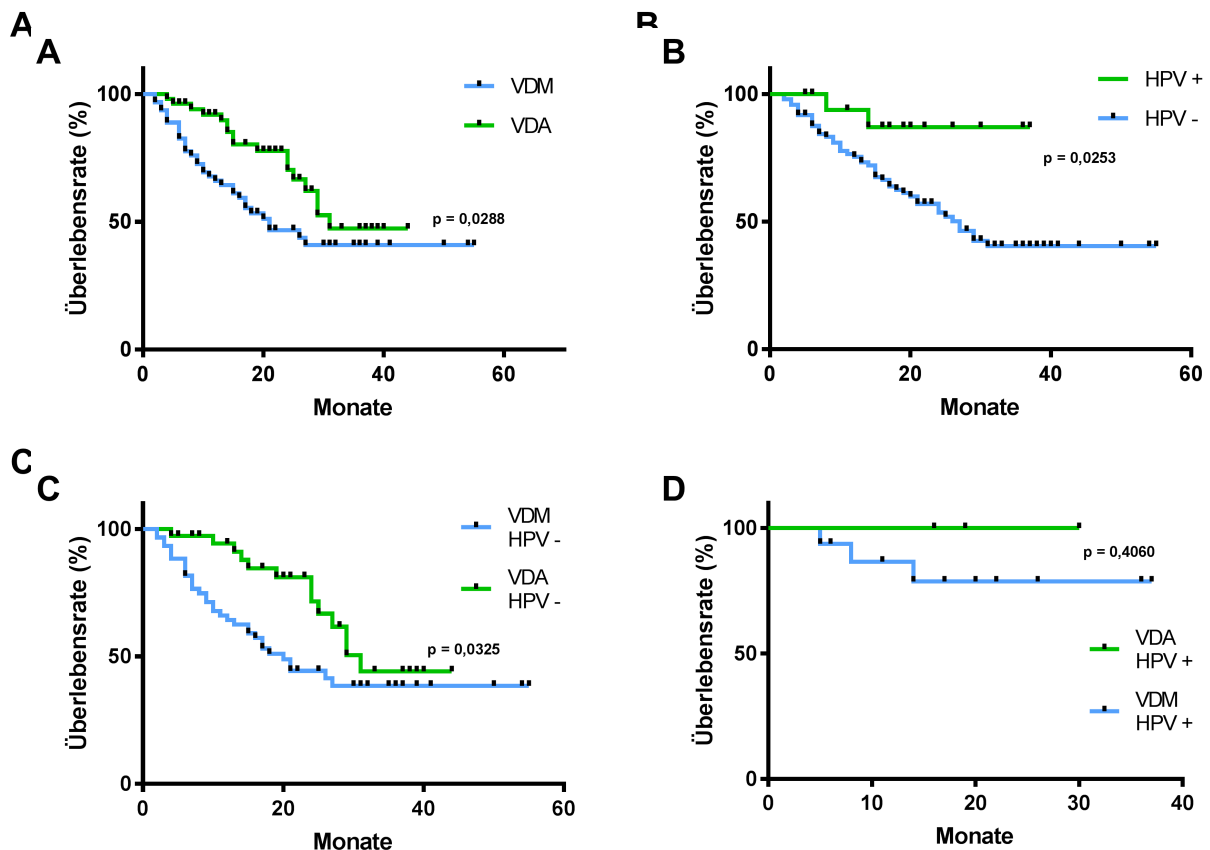 A
B
A
VDM
VDA
100
50
0
Überlebensrate (%)
p = 0,0288
0
20
40
60
Monate
B
HPV +
HPV -
100
50
0
Überlebensrate (%)
p = 0,0253
0
20
40
60
Monate
C
C
VDM
HPV -
VDA
HPV -
100
50
0
Überlebensrate (%)
p = 0,0325
0
20
40
60
Monate
D
100
50
0
Überlebensrate (%)
p = 0,4060
VDA
HPV +
VDM
HPV +
0
10
20
30
40
Monate